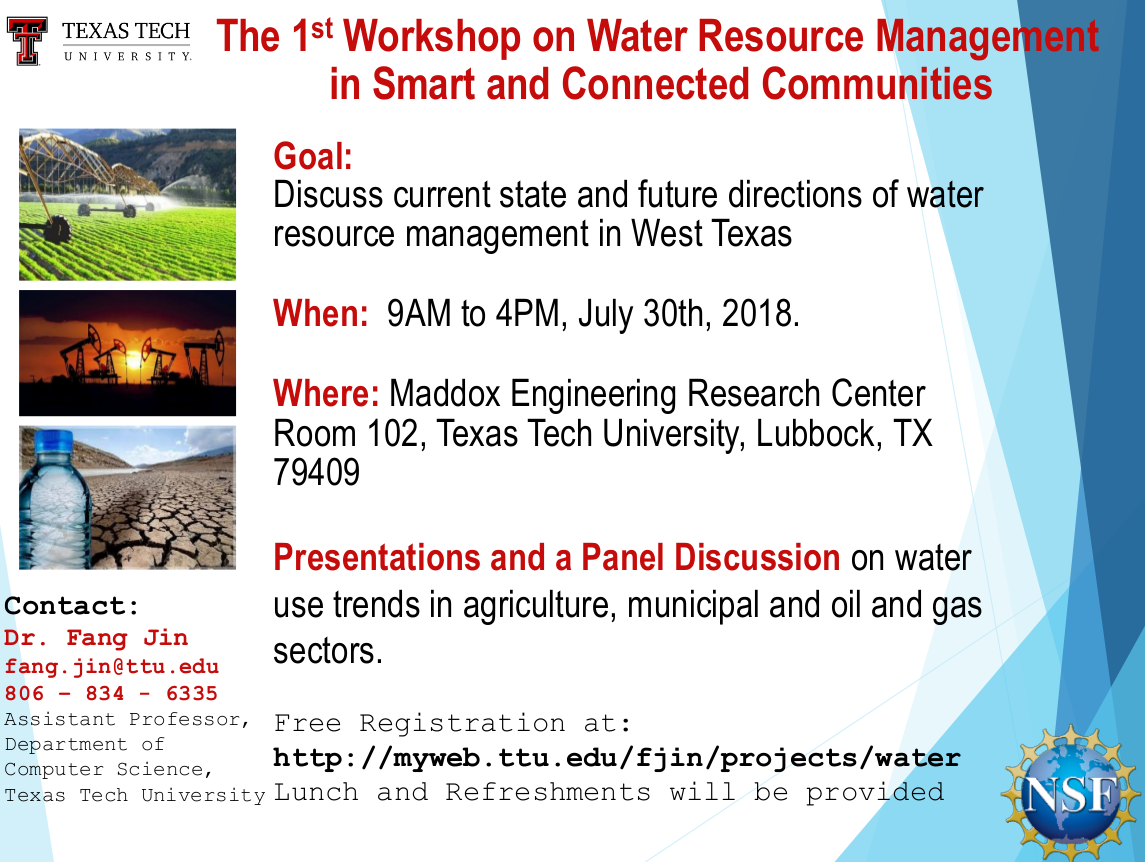 TEXAS TECH
UNIVERSITY.
The 1st Workshop on Water Resource Management
in Smart and Connected Communities
Goal:
Discuss current state and future directions of water
resource management in West Texas
When: 9AM to 4PM, July 30th, 2018.
Where: Maddox Engineering Research Center
Room 102, Texas Tech University, Lubbock, TX
79409
Presentations and a Panel Discussion on water
use trends in agriculture, municipal and oil and gas
sectors.
Contact:
Dr. Fang Jin
fang.jin@ttu.edu
806 – 834 - 6335
Assistant Professor,
Department of
Computer Science,
Texas Tech University
Free Registration at:
http://myweb.ttu.edu/fjin/projects/water
Lunch and Refreshments will be provided
NSF